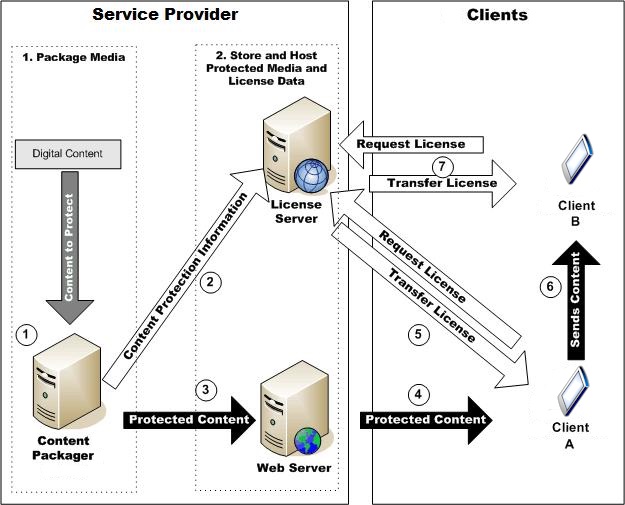 Service Provider
Clients
1. Package Media
2. Store and Host
Protected Media and
License Data
Digital Content
Content to Protect
1
Content
Packager
Content Protection Information
2
License
Server
3
Protected Content
Web Server
4
Protected Content
Request License
Transfer License
5
Client
A
6
Sends Content
Request License
7
Transfer License
Client
B